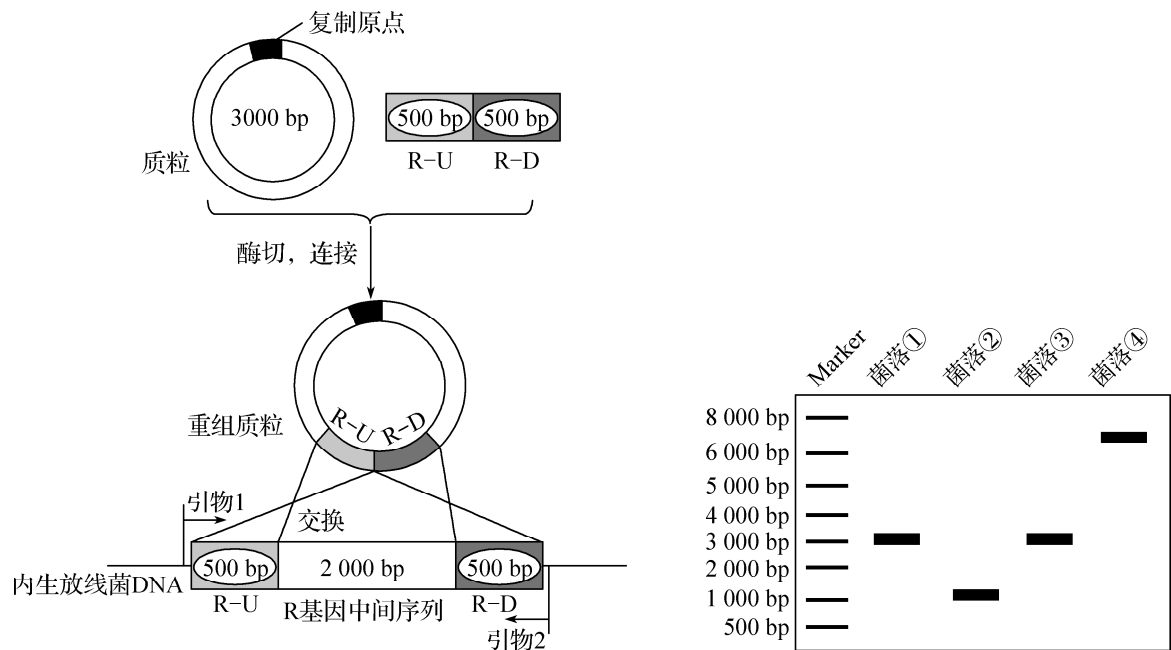 复制原点
3000 bp
质粒
500 bp 500 bp
R-U R-D
酶切，连接
重组质粒
R-U R-D
引物1
交换
内生放线菌DNA
500 bp 2 000 bp 500 bp
R-U R基因中间序列 R-D
引物2
Marker 菌落① 菌落② 菌落③ 菌落④
8 000 bp
6 000 bp
5 000 bp
4 000 bp
3 000 bp
2 000 bp
1 000 bp
500 bp